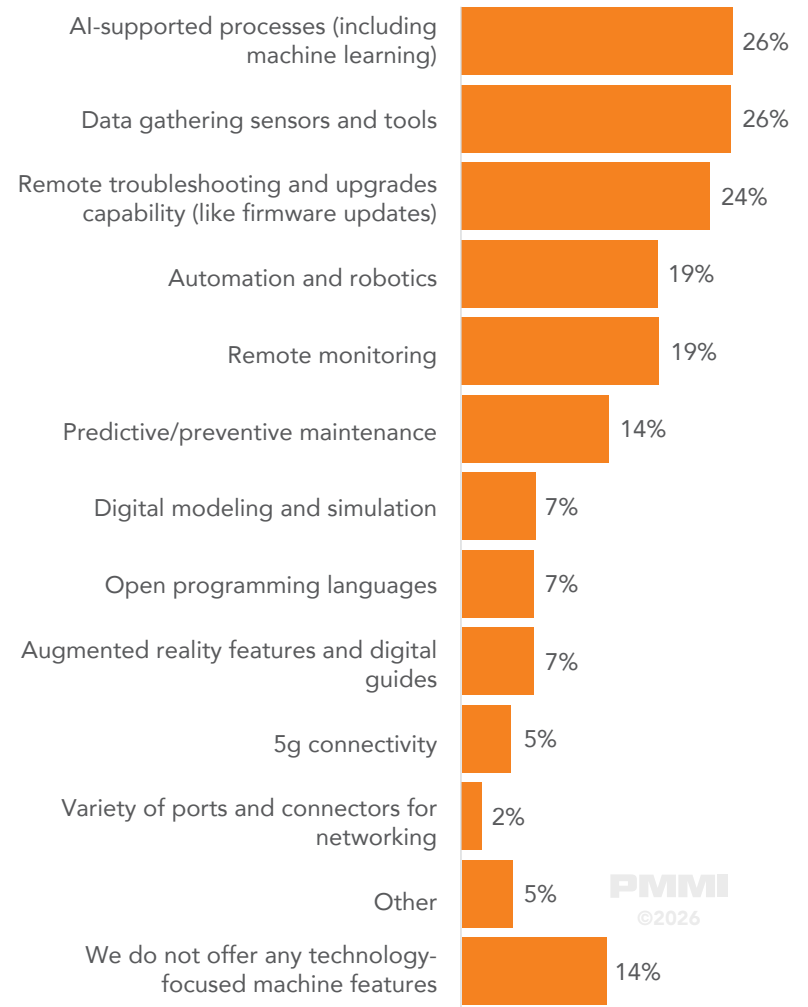 AI-supported processes (including
machine learning)
26%
Data gathering sensors and tools
26%
Remote troubleshooting and upgrades
capability (like firmware updates)
24%
Automation and robotics
19%
Remote monitoring
19%
Predictive/preventive maintenance
14%
Digital modeling and simulation
7%
Open programming languages
7%
Augmented reality features and digital
guides
7%
5g connectivity
5%
Variety of ports and connectors for
networking
2%
Other
5%
PMMI
©2026
We do not offer any technology-
focused machine features
14%